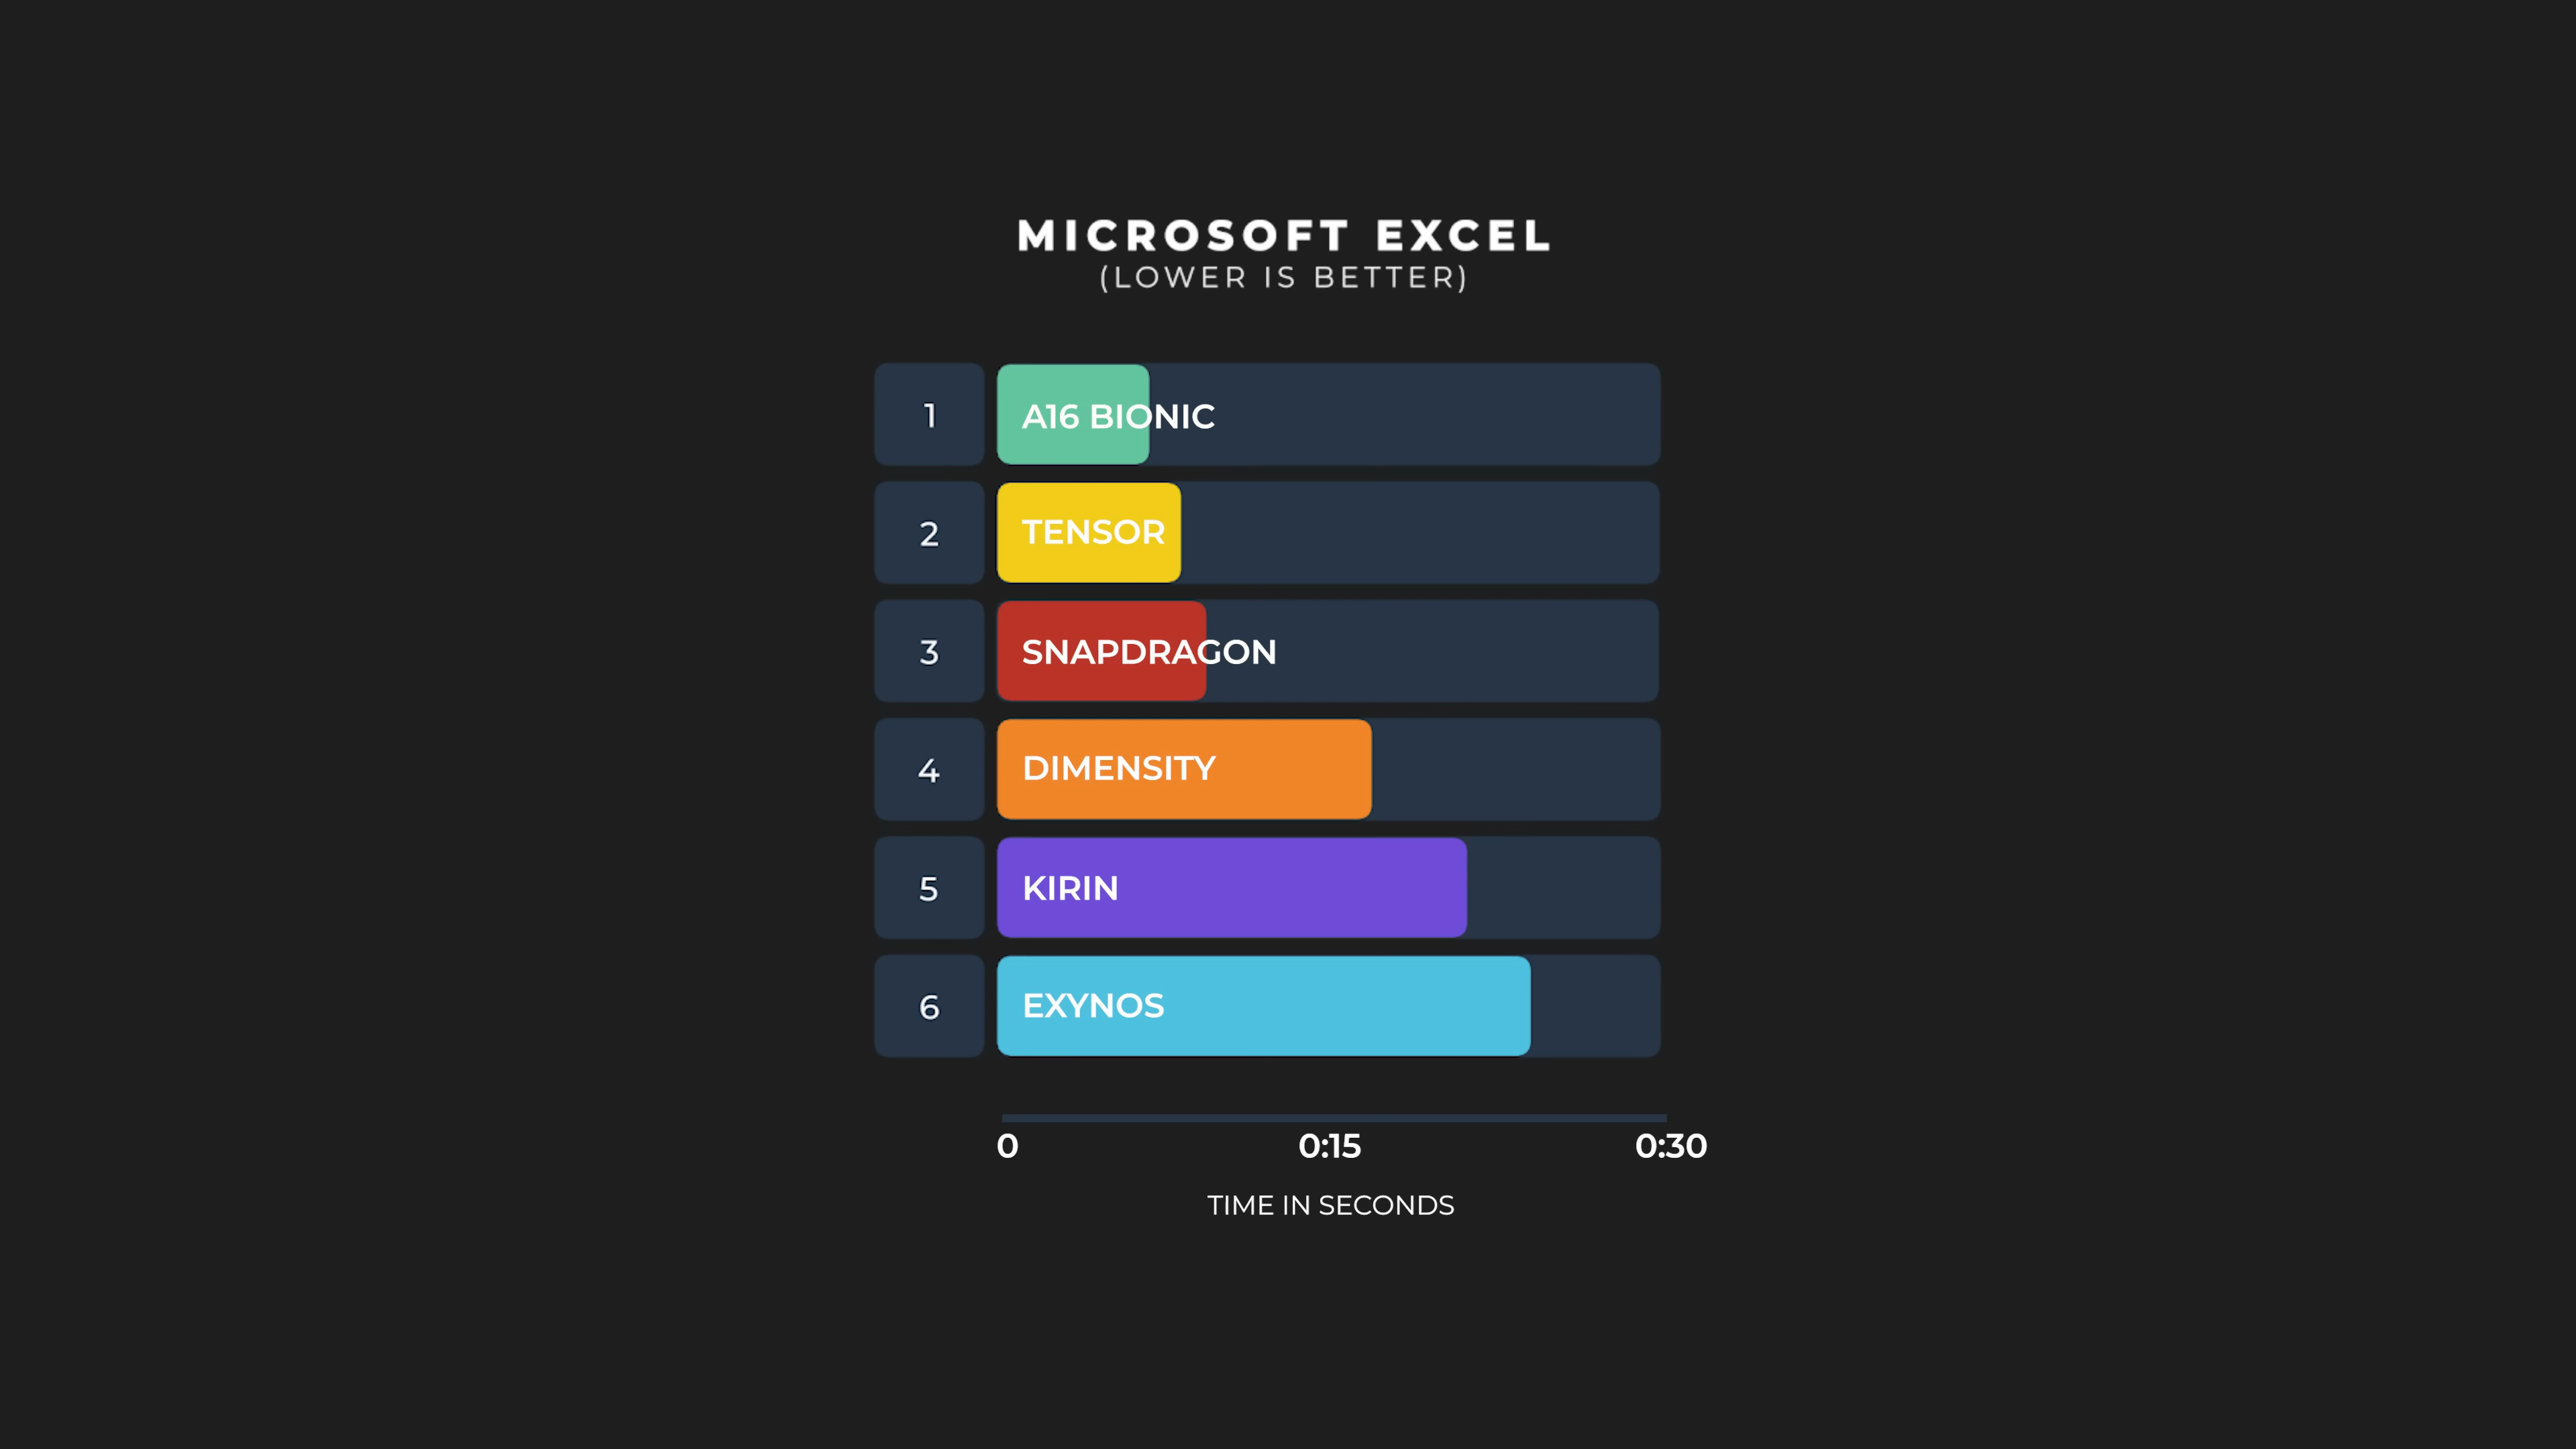 MICROSOFT EXCEL
(LOWER IS BETTER)
1 A16 BIONIC
2 TENSOR
3 SNAPDRAGON
4 DIMENSITY
5 KIRIN
6 EXYNOS
0 0:15 0:30
TIME IN SECONDS